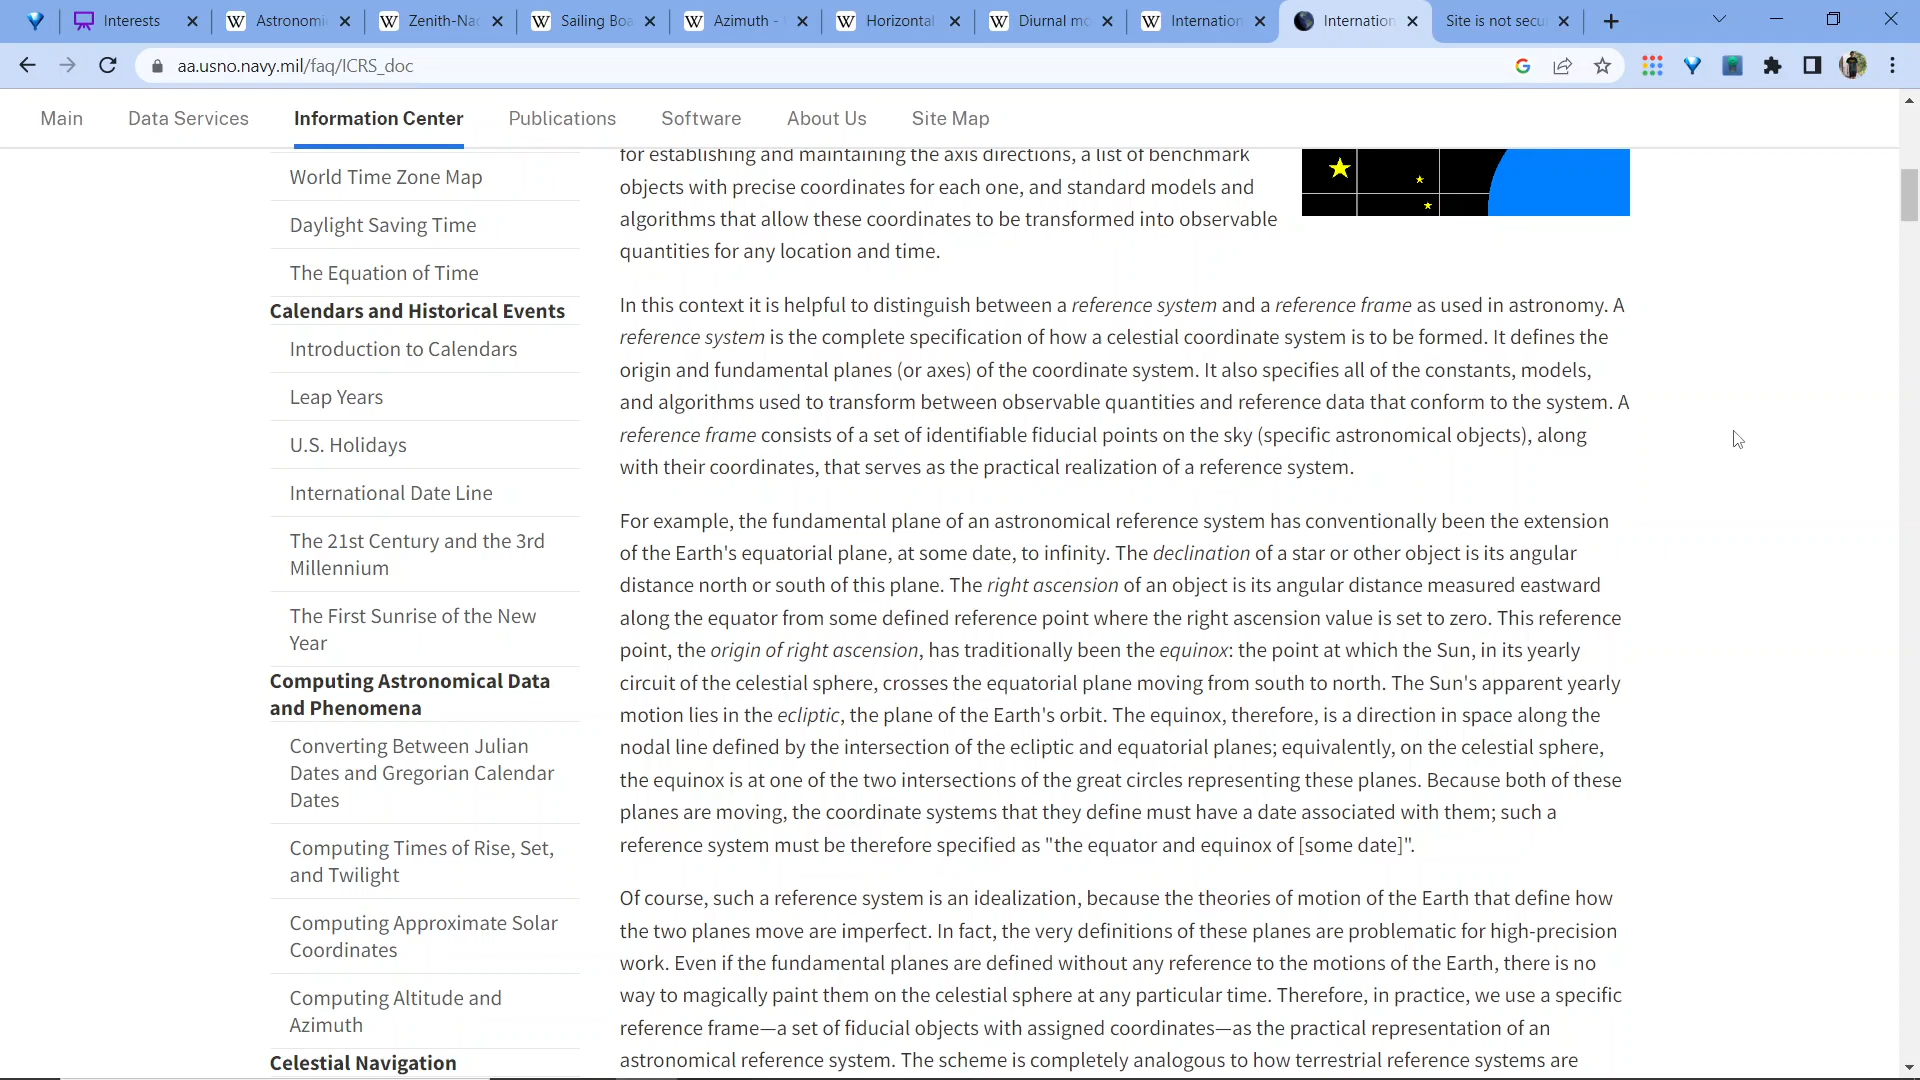 Interests
Astronomi
Zenith-Na
Sailing Boa
Azimuth -
Horizontal
Diurnal mo
Internation
Internation
Site is not secu
aa.usno.navy.mil/faq/ICRS_doc
Main
Data Services
Information Center
Publications
Software
About Us
Site Map
World Time Zone Map
Daylight Saving Time
The Equation of Time
Calendars and Historical Events
Introduction to Calendars
Leap Years
U.S. Holidays
International Date Line
The 21st Century and the 3rd
Millennium
The First Sunrise of the New
Year
Computing Astronomical Data
and Phenomena
Converting Between Julian
Dates and Gregorian Calendar
Dates
Computing Times of Rise, Set,
and Twilight
Computing Approximate Solar
Coordinates
Computing Altitude and
Azimuth
Celestial Navigation
for establishing and maintaining the axis directions, a list of benchmark
objects with precise coordinates for each one, and standard models and
algorithms that allow these coordinates to be transformed into observable
quantities for any location and time.
In this context it is helpful to distinguish between a reference system and a reference frame as used in astronomy. A
reference system is the complete specification of how a celestial coordinate system is to be formed. It defines the
origin and fundamental planes (or axes) of the coordinate system. It also specifies all of the constants, models,
and algorithms used to transform between observable quantities and reference data that conform to the system. A
reference frame consists of a set of identifiable fiducial points on the sky (specific astronomical objects), along
with their coordinates, that serves as the practical realization of a reference system.
For example, the fundamental plane of an astronomical reference system has conventionally been the extension
of the Earth's equatorial plane, at some date, to infinity. The declination of a star or other object is its angular
distance north or south of this plane. The right ascension of an object is its angular distance measured eastward
along the equator from some defined reference point where the right ascension value is set to zero. This reference
point, the origin of right ascension, has traditionally been the equinox: the point at which the Sun, in its yearly
circuit of the celestial sphere, crosses the equatorial plane moving from south to north. The Sun's apparent yearly
motion lies in the ecliptic, the plane of the Earth's orbit. The equinox, therefore, is a direction in space along the
nodal line defined by the intersection of the ecliptic and equatorial planes; equivalently, on the celestial sphere,
the equinox is at one of the two intersections of the great circles representing these planes. Because both of these
planes are moving, the coordinate systems that they define must have a date associated with them; such a
reference system must be therefore specified as "the equator and equinox of [some date]".
Of course, such a reference system is an idealization, because the theories of motion of the Earth that define how
the two planes move are imperfect. In fact, the very definitions of these planes are problematic for high-precision
work. Even if the fundamental planes are defined without any reference to the motions of the Earth, there is no
way to magically paint them on the celestial sphere at any particular time. Therefore, in practice, we use a specific
reference frame—a set of fiducial objects with assigned coordinates—as the practical representation of an
astronomical reference system. The scheme is completely analogous to how terrestrial reference systems are